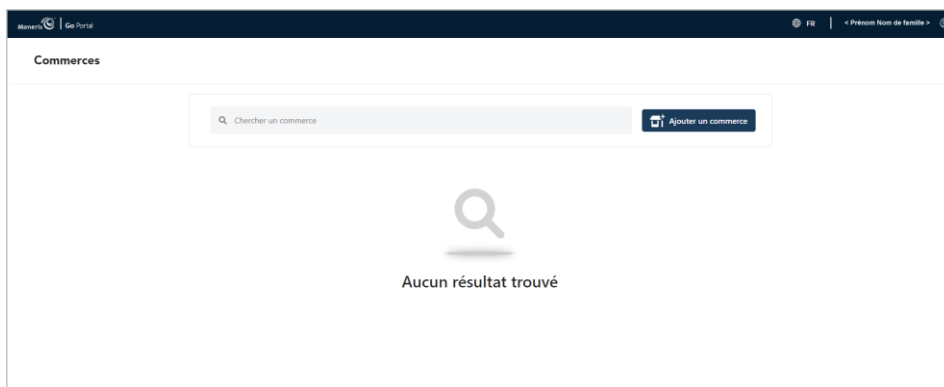 Moneris | Go Portal
FR
< Prénom Nom de famille >
Commerces
Chercher un commerce
Ajouter un commerce
Aucun résultat trouvé